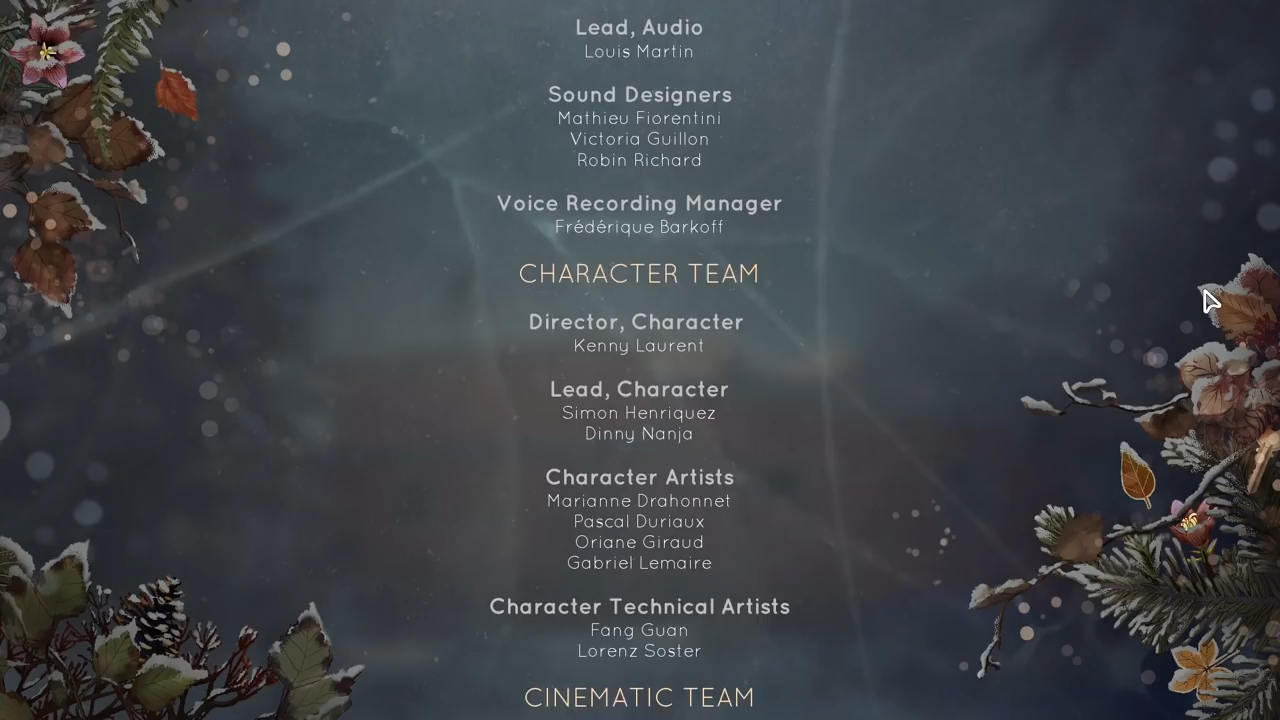 Lead, Audio
Louis Martin
Sound Designers
Mathieu Fiorentini
Victoria Guillon
Robin Richard
Voice Recording Manager
Frédérique Barkoff
CHARACTER TEAM
Director, Character
Kenny Laurent
Lead, Character
Simon Henriquez
Dinny Nanja
Character Artists
Marianne Drahonnet
Pascal Duriaux
Oriane Giraud
Gabriel Lemaire
Character Technical Artists
Fang Guan
Lorenz Soster
CINEMATIC TEAM